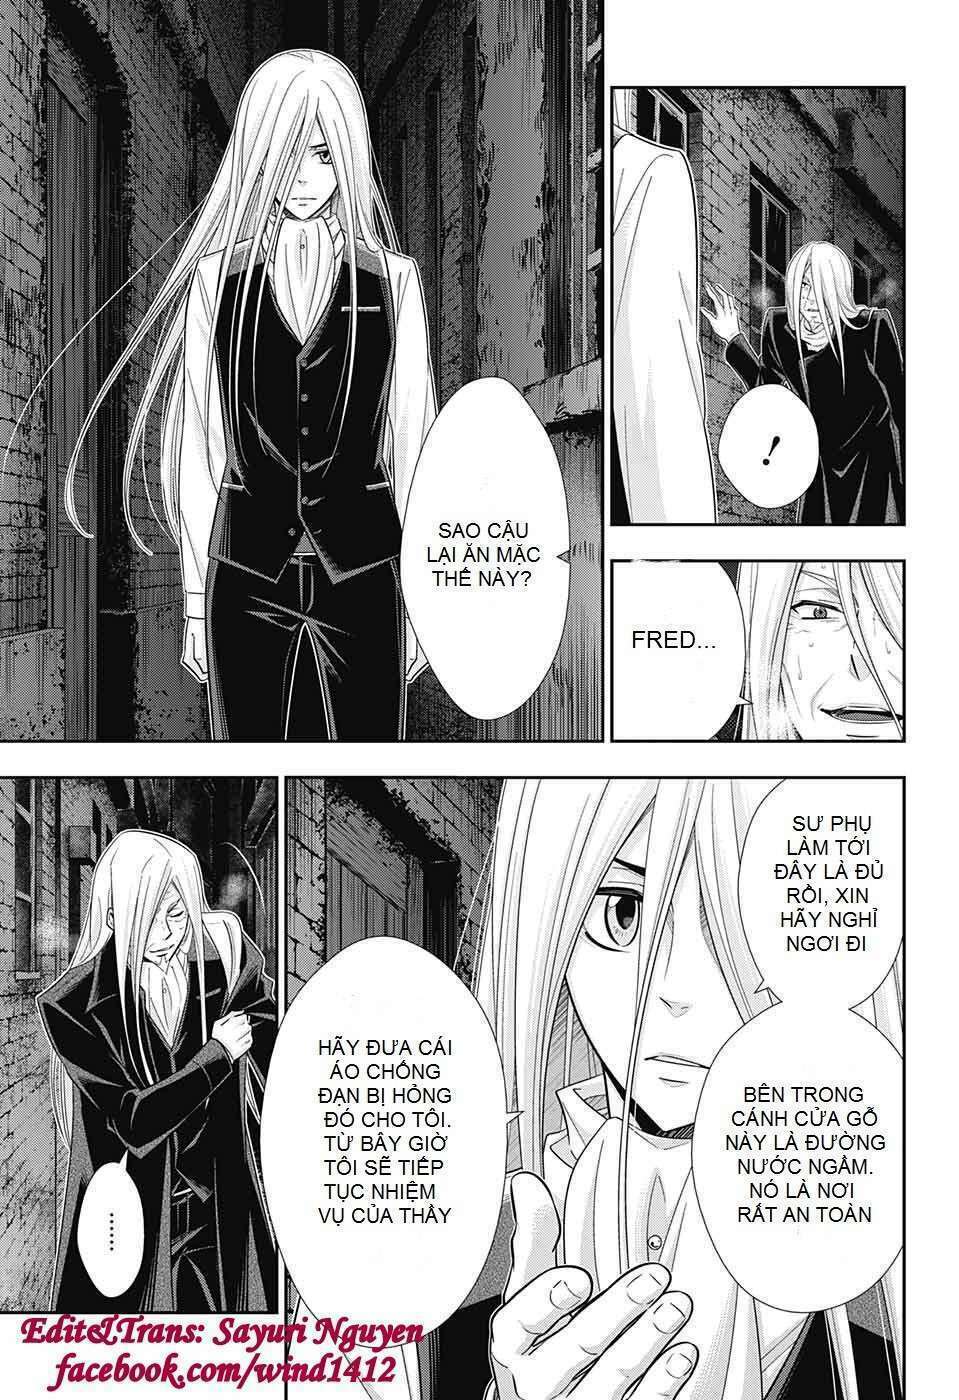 !
FRED...
SAO CẬU
LẠI ĂN MẶC
THẾ NÀY?
SƯ PHỤ
LÀM TỚI
ĐÂY LÀ ĐỦ
RỒI, XIN
HÃY NGHỈ
NGƠI ĐI
BÊN TRONG
CÁNH CỬA GỖ
NÀY LÀ ĐƯỜNG
NƯỚC NGẦM.
NÓ LÀ NƠI
RẤT AN TOÀN
HÃY ĐƯA CÁI
ÁO CHỐNG
ĐẠN BỊ HỎNG
ĐÓ CHO TÔI.
TỪ BÂY GIỜ
TÔI SẼ TIẾP
TỤC NHIỆM
VỤ CỦA THẦY
........
Edit&Trans: Sayuri Nguyen
facebook.com/wind1412